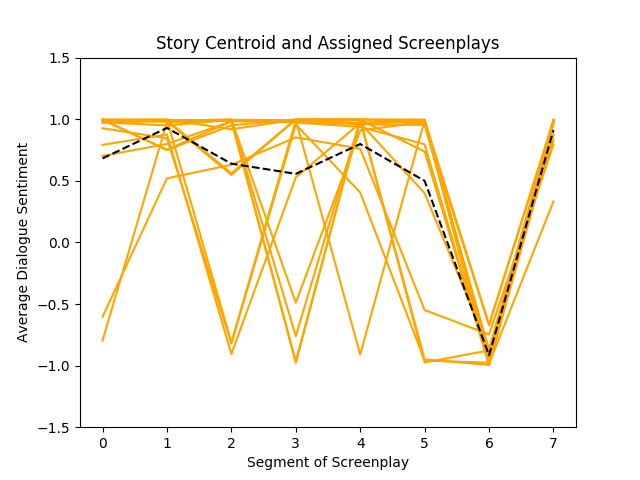 Story Centroid and Assigned Screenplays
1.5
1.0
0.5
0.0
−0.5
−1.0
−1.5
Average Dialogue Sentiment
0 1 2 3 4 5 6 7
Segment of Screenplay